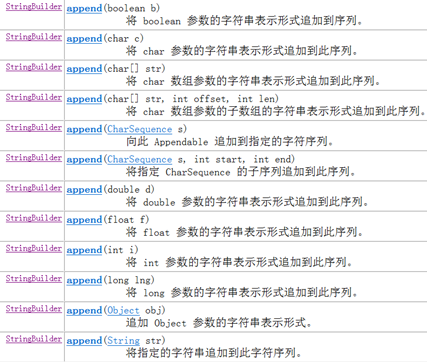 StringBuilder append(boolean b)
将 boolean 参数的字符串表示形式追加到序列。
StringBuilder append(char c)
将 char 参数的字符串表示形式追加到此序列。
StringBuilder append(char[] str)
将 char 数组参数的字符串表示形式追加到此序列。
StringBuilder append(char[] str, int offset, int len)
将 char 数组参数的子数组的字符串表示形式追加到此序列。
StringBuilder append(CharSequence s)
向此 Appendable 追加到指定的字符序列。
StringBuilder append(CharSequence s, int start, int end)
将指定 CharSequence 的子序列追加到此序列。
StringBuilder append(double d)
将 double 参数的字符串表示形式追加到此序列。
StringBuilder append(float f)
将 float 参数的字符串表示形式追加到此序列。
StringBuilder append(int i)
将 int 参数的字符串表示形式追加到此序列。
StringBuilder append(long lng)
将 long 参数的字符串表示形式追加到此序列。
StringBuilder append(Object obj)
追加 Object 参数的字符串表示形式。
StringBuilder append(String str)
将指定的字符串追加到此字符序列。